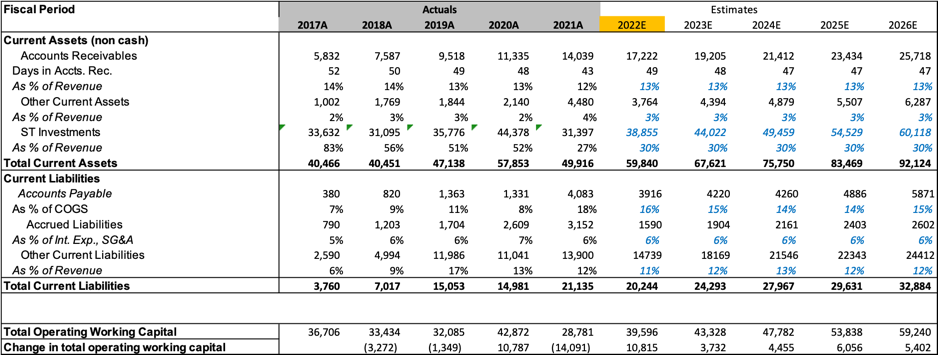 Fiscal Period Actuals Estimates
2017A 2018A 2019A 2020A 2021A 2022E 2023E 2024E 2025E 2026E
Current Assets (non cash)
Accounts Receivables 5,832 7,587 9,518 11,335 14,039 17,222 19,205 21,412 23,434 25,718
Days in Accts. Rec. 52 50 49 48 43 49 48 47 47 47
As % of Revenue 14% 14% 13% 13% 12% 13% 13% 13% 13% 13%
Other Current Assets 1,002 1,769 1,844 2,140 4,480 3,764 4,394 4,879 5,507 6,287
As % of Revenue 2% 3% 3% 2% 4% 3% 3% 3% 3% 3%
ST Investments 33,632 31,095 35,776 44,378 31,397 38,855 44,022 49,459 54,529 60,118
As % of Revenue 83% 56% 51% 52% 27% 30% 30% 30% 30% 30%
Total Current Assets 40,466 40,451 47,138 57,853 49,916 59,840 67,621 75,750 83,469 92,124
Current Liabilities
Accounts Payable 380 820 1,363 1,331 4,083 3916 4220 4260 4886 5871
As % of COGS 7% 9% 11% 8% 18% 16% 15% 14% 14% 15%
Accrued Liabilities 790 1,203 1,704 2,609 3,152 1590 1904 2161 2403 2602
As % of Int. Exp., SG&A 5% 6% 6% 7% 6% 6% 6% 6% 6% 6%
Other Current Liabilities 2,590 4,994 11,986 11,041 13,900 14739 18169 21546 22343 24412
As % of Revenue 6% 9% 17% 13% 12% 11% 12% 13% 12% 12%
Total Current Liabilities 3,760 7,017 15,053 14,981 21,135 20,244 24,293 27,967 29,631 32,884
Total Operating Working Capital 36,706 33,434 32,085 42,872 28,781 39,596 43,328 47,782 53,838 59,240
Change in total operating working capital (3,272) (1,349) 10,787 (14,091) 10,815 3,732 4,455 6,056 5,402